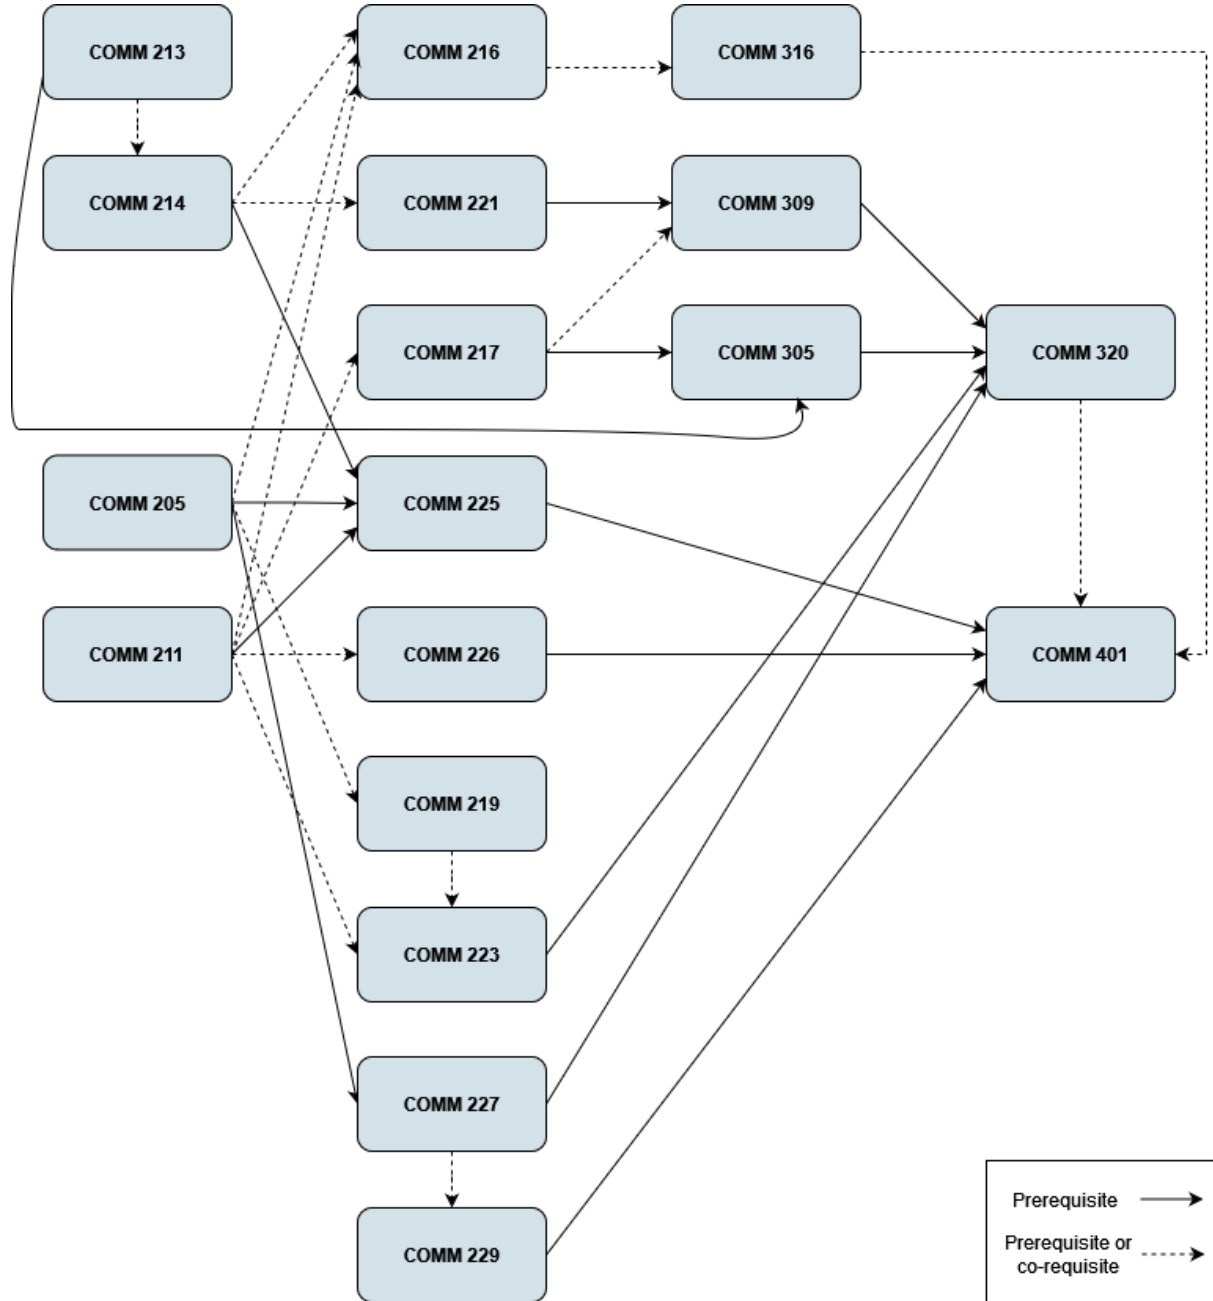 COMM 213
COMM 216
COMM 316
COMM 214
COMM 221
COMM 309
COMM 217
COMM 305
COMM 320
COMM 205
COMM 225
COMM 211
COMM 226
COMM 401
COMM 219
COMM 223
COMM 227
COMM 229
Prerequisite
Prerequisite or
co-requisite